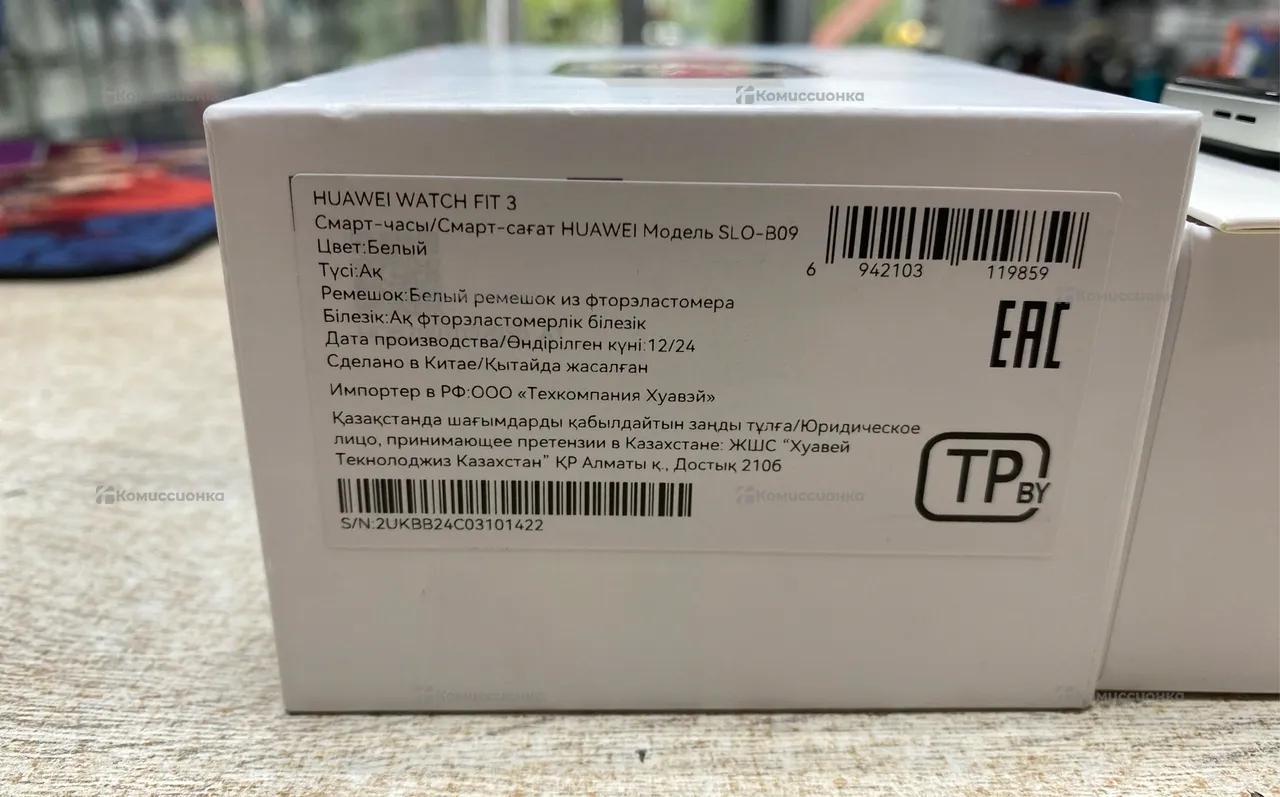 HUAWEI WATCH FIT 3
Смарт-часы/Смарт-сағат HUAWEI Модель SLO-B09
Цвет:Белый
Түсі:Ақ
Ремешок:Белый ремешок из фторэластомера
Білезік:Ақ фторэластомерлік білезік
Дата производства/Өндірілген күні:12/24
Сделано в Китае/Қытайда жасалған
Импортер в РФ:ООО «Техкомпания Хуавэй»
Қазақстанда шағымдарды қабылдайтын заңды тұлға/Юридическое
лицо, принимающее претензии в Казахстане: ЖШС “Хуавей
Текнолоджиз Казахстан” ҚР Алматы қ., Достық 210б
S/N:2UKBB24C03101422
6 942103 119859
EAC
TP BY
Комиссионка
Комиссионка
Комиссионка
Комиссионка
Комиссионка
Комиссионка
Комиссионка